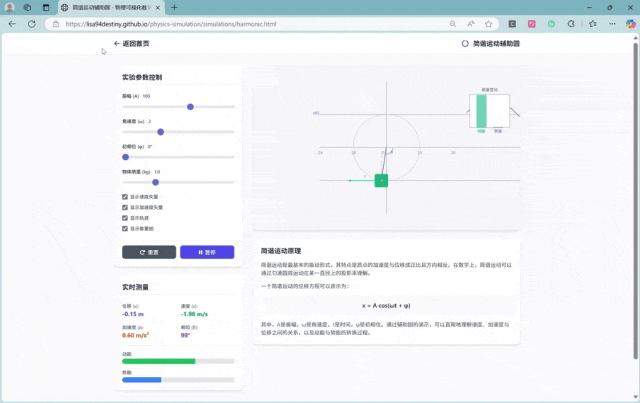 简谐运动辅助圆 - 物理可视化教学
https://lisa94destiny.github.io/physics-simulation/simulations/harmonic.html
返回首页
简谐运动辅助圆
实验参数控制
振幅 (A) 100
角速度 (ω) 2
初相位 (φ) 0°
物体质量 (kg) 1.0
显示速度矢量
显示加速度矢量
显示轨迹
显示能量图
重置
暂停
实时测量
位移 (x):
-0.15 m
速度 (v):
-1.98 m/s
加速度 (a):
0.60 m/s²
相位 (θ):
99°
动能:
势能:
能量变化
动能
势能
简谐运动原理
简谐运动是最基本的振动形式，其特点是质点的加速度与位移成正比且方向相反。在数学上，简谐运动可以
通过匀速圆周运动在某一直径上的投影来理解。
一个简谐运动的位移方程可以表示为：
x = A cos(ωt + φ)
其中，A是振幅，ω是角速度，t是时间，φ是初相位。通过辅助圆的演示，可以直观地理解速度、加速度与
位移之间的关系，以及动能与势能的转换过程。